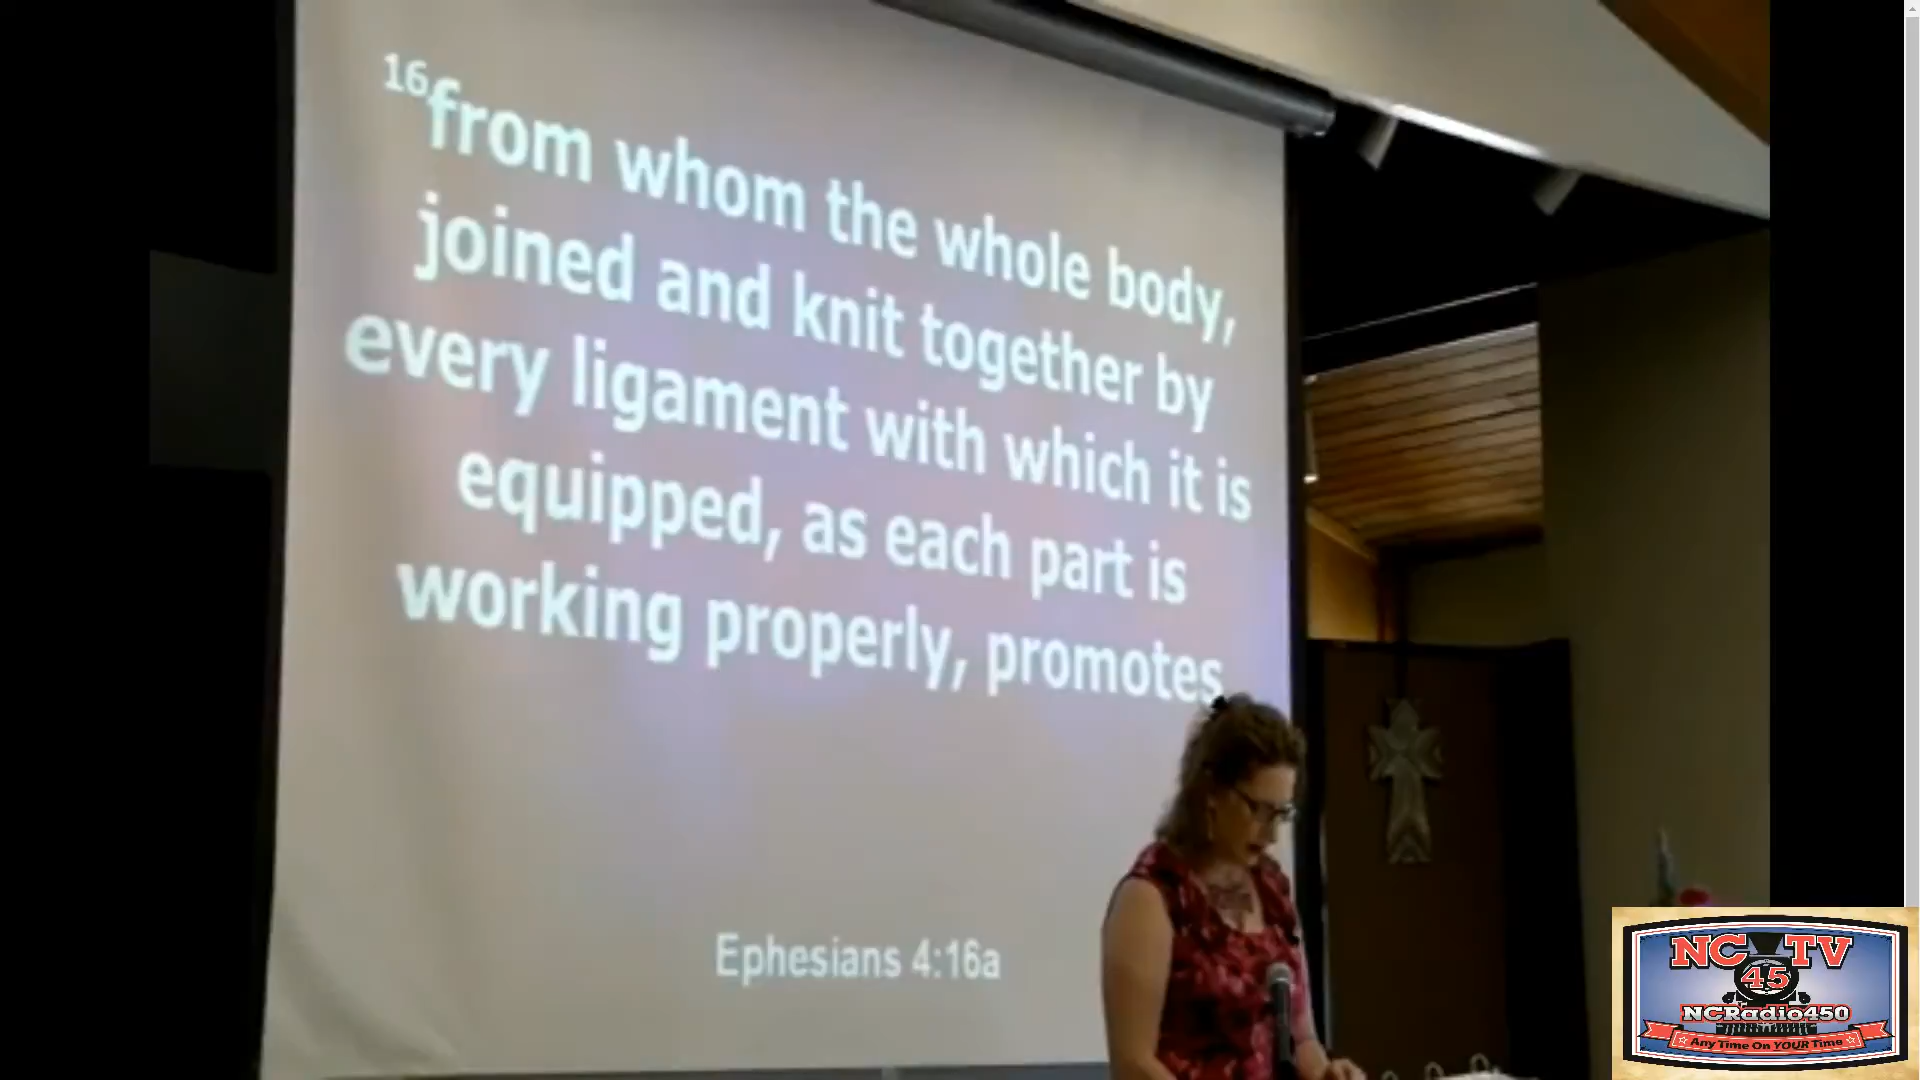 16from whom the whole body,
joined and knit together by
every ligament with which it is
equipped, as each part is
working properly, promotes
Ephesians 4:16a
NC TV
45
NCRadio450
Any Time On YOUR Time